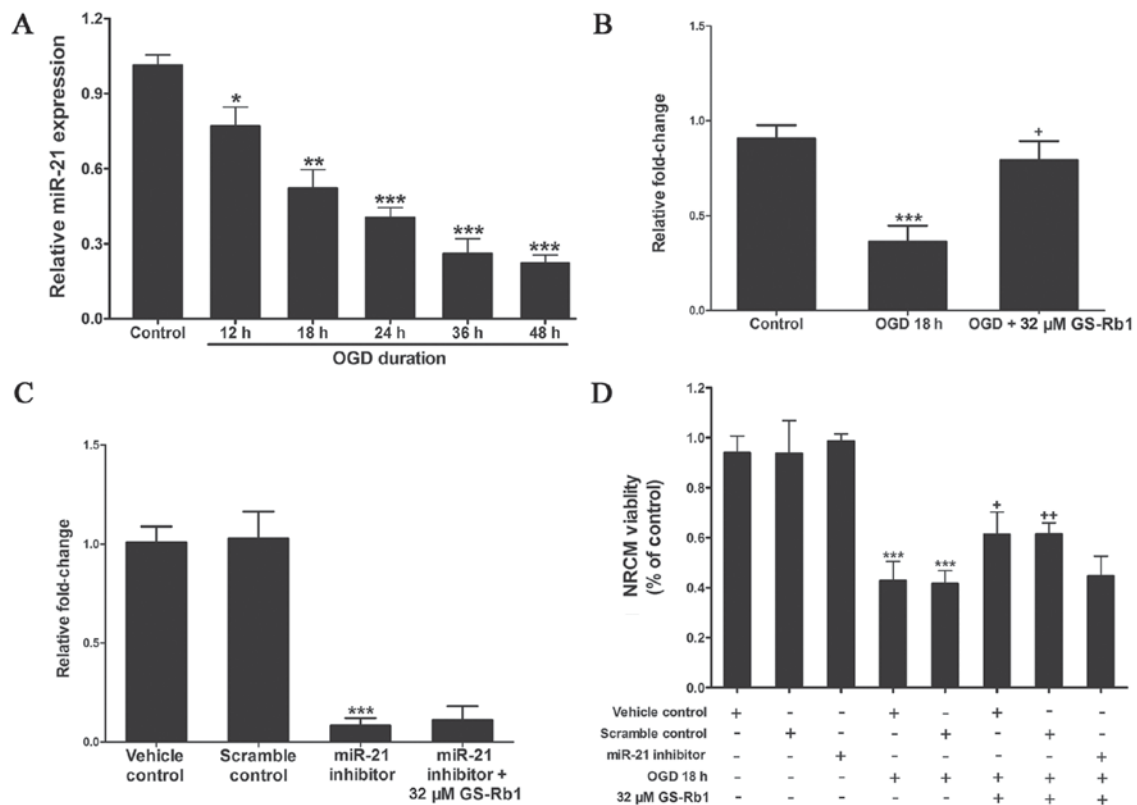 A
Relative miR-21 expression
1.2
0.9
0.6
0.3
0.0
*
**
***
***
***
Control 12 h 18 h 24 h 36 h 48 h
OGD duration
B
Relative fold-change
1.5
1.0
0.5
0.0
***
+
Control OGD 18 h OGD + 32 µM GS-Rb1
C
Relative fold-change
1.5
1.0
0.5
0.0
***
Vehicle control
Scramble control
miR-21 inhibitor
miR-21 inhibitor + 32 µM GS-Rb1
D
NRCM viablity
(% of control)
1.2
1.0
0.8
0.6
0.4
0.2
0.0
***
***
+
++
Vehicle control + - - + - + - -
Scramble control - + - - + - + -
miR-21 inhibitor - - + - - - - +
OGD 18 h - - - + + + + +
32 µM GS-Rb1 - - - - - + + +